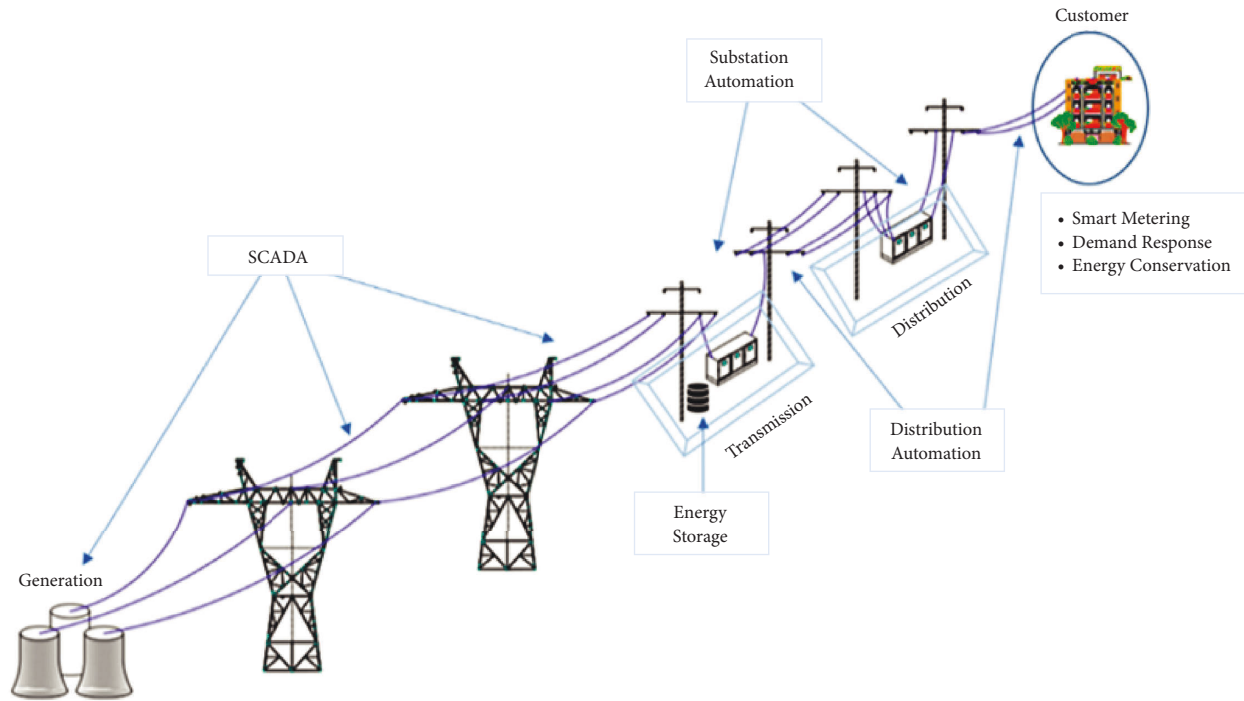 Customer
Substation
Automation
• Smart Metering
• Demand Response
• Energy Conservation
SCADA
Distribution
Transmission
Distribution
Automation
Energy
Storage
Generation